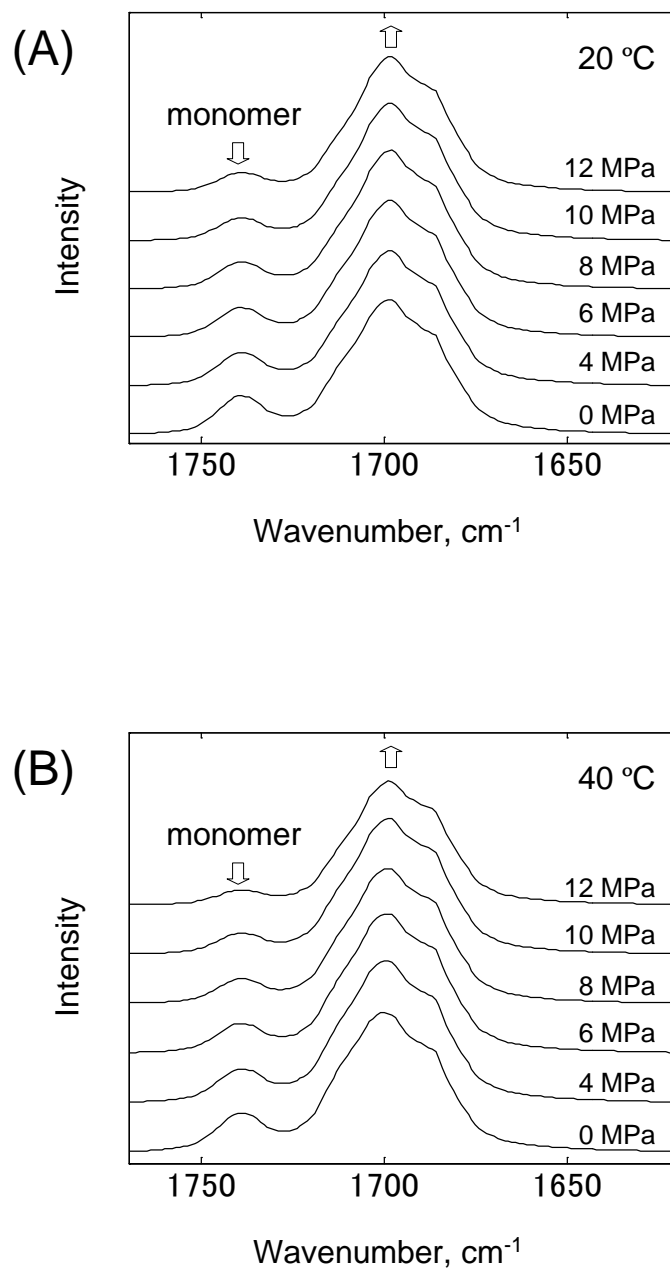 (A)
20 ºC
monomer
12 MPa
10 MPa
8 MPa
6 MPa
4 MPa
0 MPa
Intensity
1750 1700 1650
Wavenumber, cm-1
(B)
40 ºC
monomer
12 MPa
10 MPa
8 MPa
6 MPa
4 MPa
0 MPa
Intensity
1750 1700 1650
Wavenumber, cm-1